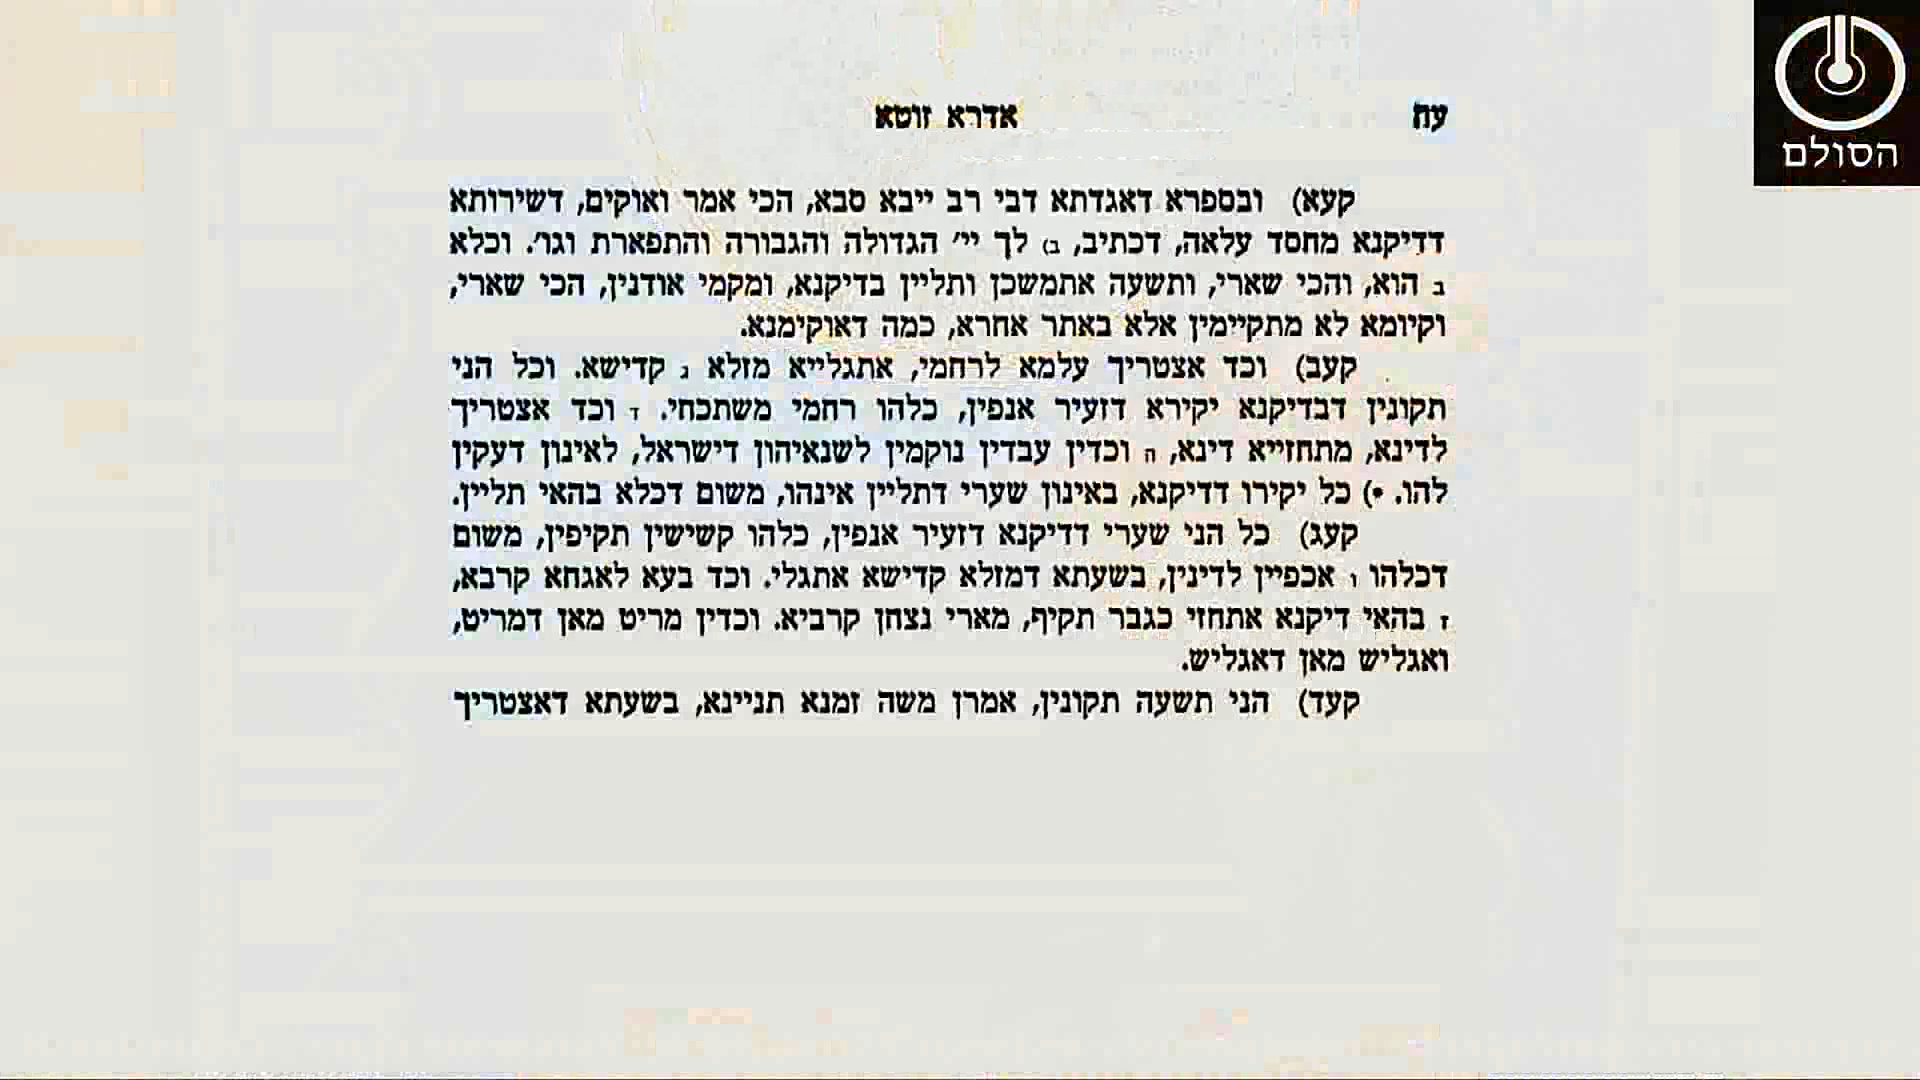 עח
אדרא זוטא
הסולם
קעא) ובספרא דאגדתא דבי רב ייבא סבא, הכי אמר ואוקים, דשירותא
דדיקנא מחסד עלאה, דכתיב, ב) לך יי׳ הגדולה והגבורה והתפארת וגו׳. וכלא
ב הוא, והכי שארי, ותשעה אתמשכן ותליין בדיקנא, ומקמי אודנין, הכי שארי,
וקיומא לא מתקיימין אלא באתר אחרא, כמה דאוקימנא.
קעב) וכד אצטריך עלמא לרחמי, אתגלייא מזלא ג קדישא. וכל הני
תקונין דבדיקנא יקירא דזעיר אנפין, כלהו רחמי משתכחי. ד וכד אצטריך
לדינא, מתחזייא דינא, ה וכדין עבדין נוקמין לשנאיהון דישראל, לאינון דעקין
להו. *) כל יקירו דדיקנא, באינון שערי דתליין אינהו, משום דכלא בהאי תליין.
קעג) כל הני שערי דדיקנא דזעיר אנפין, כלהו קשישין תקיפין, משום
דכלהו ו אכפיין לדינין, בשעתא דמזלא קדישא אתגלי. וכד בעא לאגחא קרבא,
ז בהאי דיקנא אתחזי כגבר תקיף, מארי נצחן קרביא. וכדין מריט מאן דמריט,
ואגליש מאן דאגליש.
קעד) הני תשעה תקונין, אמרן משה זמנא תניינא, בשעתא דאצטריך